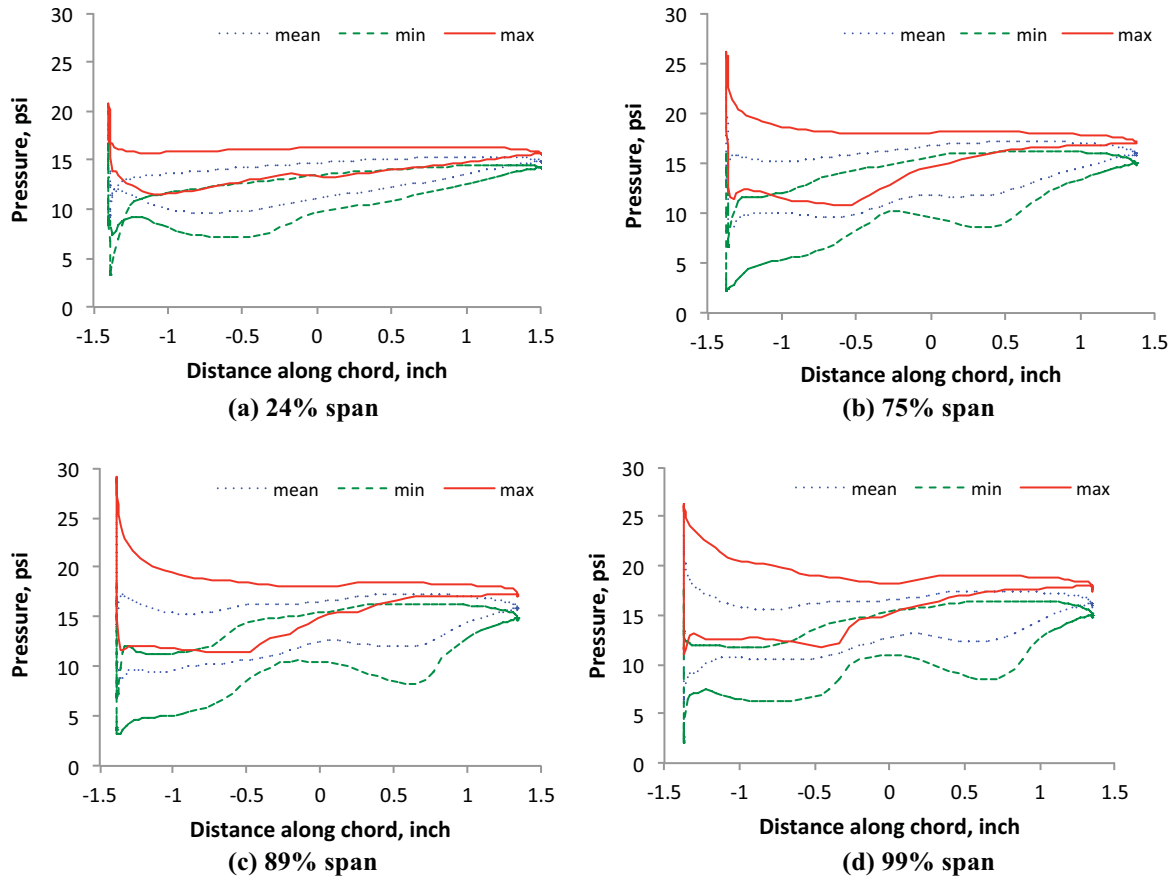 30
25
20
15
10
5
0
Pressure, psi
mean min max
-1.5 -1 -0.5 0 0.5 1 1.5
Distance along chord, inch
(a) 24% span
30
25
20
15
10
5
0
Pressure, psi
mean min max
-1.5 -1 -0.5 0 0.5 1 1.5
Distance along chord, inch
(b) 75% span
30
25
20
15
10
5
0
Pressure, psi
mean min max
-1.5 -1 -0.5 0 0.5 1 1.5
Distance along chord, inch
(c) 89% span
30
25
20
15
10
5
0
Pressure, psi
mean min max
-1.5 -1 -0.5 0 0.5 1 1.5
Distance along chord, inch
(d) 99% span